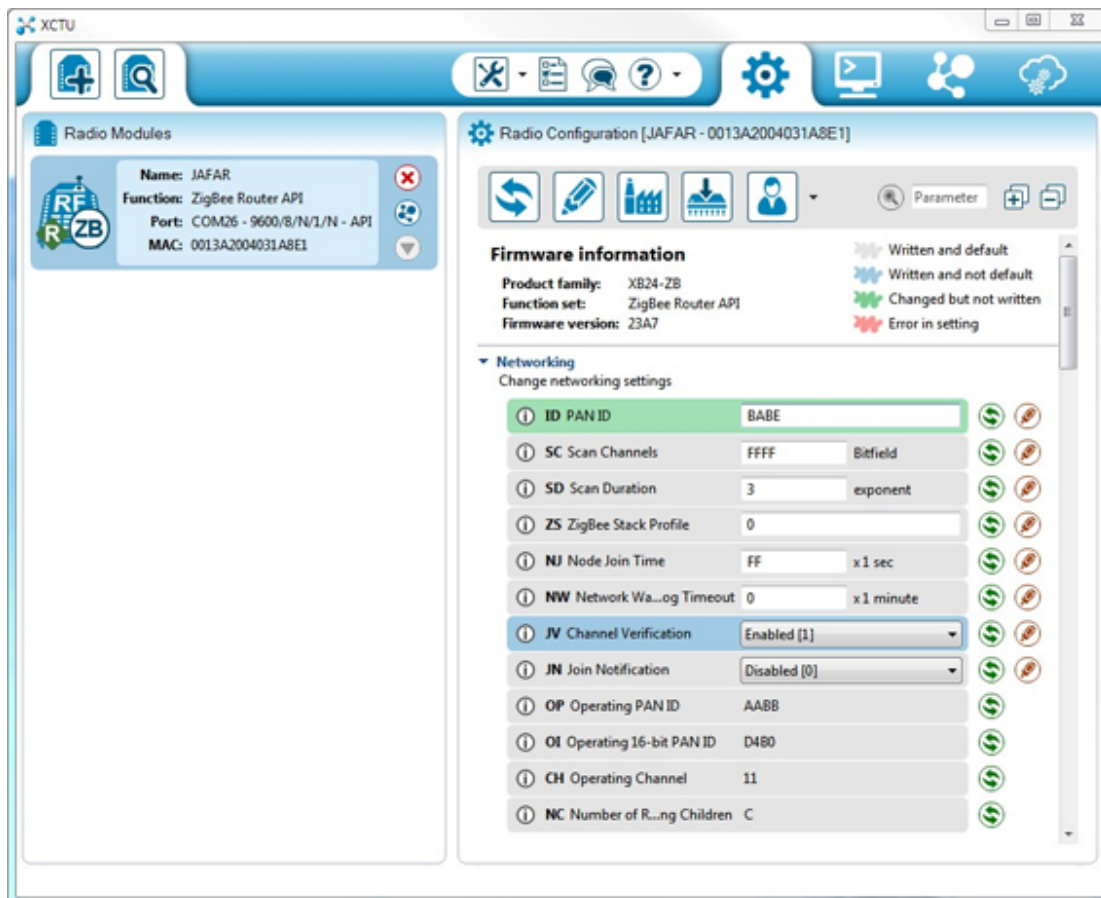 XCTU
?
Radio Modules
Name: JAFAR
Function: ZigBee Router API
Port: COM26 - 9600/8/N/1/N - API
MAC: 0013A2004031A8E1
RF
R ZB
Radio Configuration [JAFAR - 0013A2004031A8E1]
Parameter
Firmware information
Product family: XB24-ZB
Function set: ZigBee Router API
Firmware version: 23A7
Written and default
Written and not default
Changed but not written
Error in setting
Networking
Change networking settings
ID PAN ID BABE
SC Scan Channels FFFF Bitfield
SD Scan Duration 3 exponent
ZS ZigBee Stack Profile 0
NJ Node Join Time FF x 1 sec
NW Network Wa...og Timeout 0 x 1 minute
JV Channel Verification Enabled [1]
JN Join Notification Disabled [0]
OP Operating PAN ID AABB
OI Operating 16-bit PAN ID D4B0
CH Operating Channel 11
NC Number of R...ng Children C